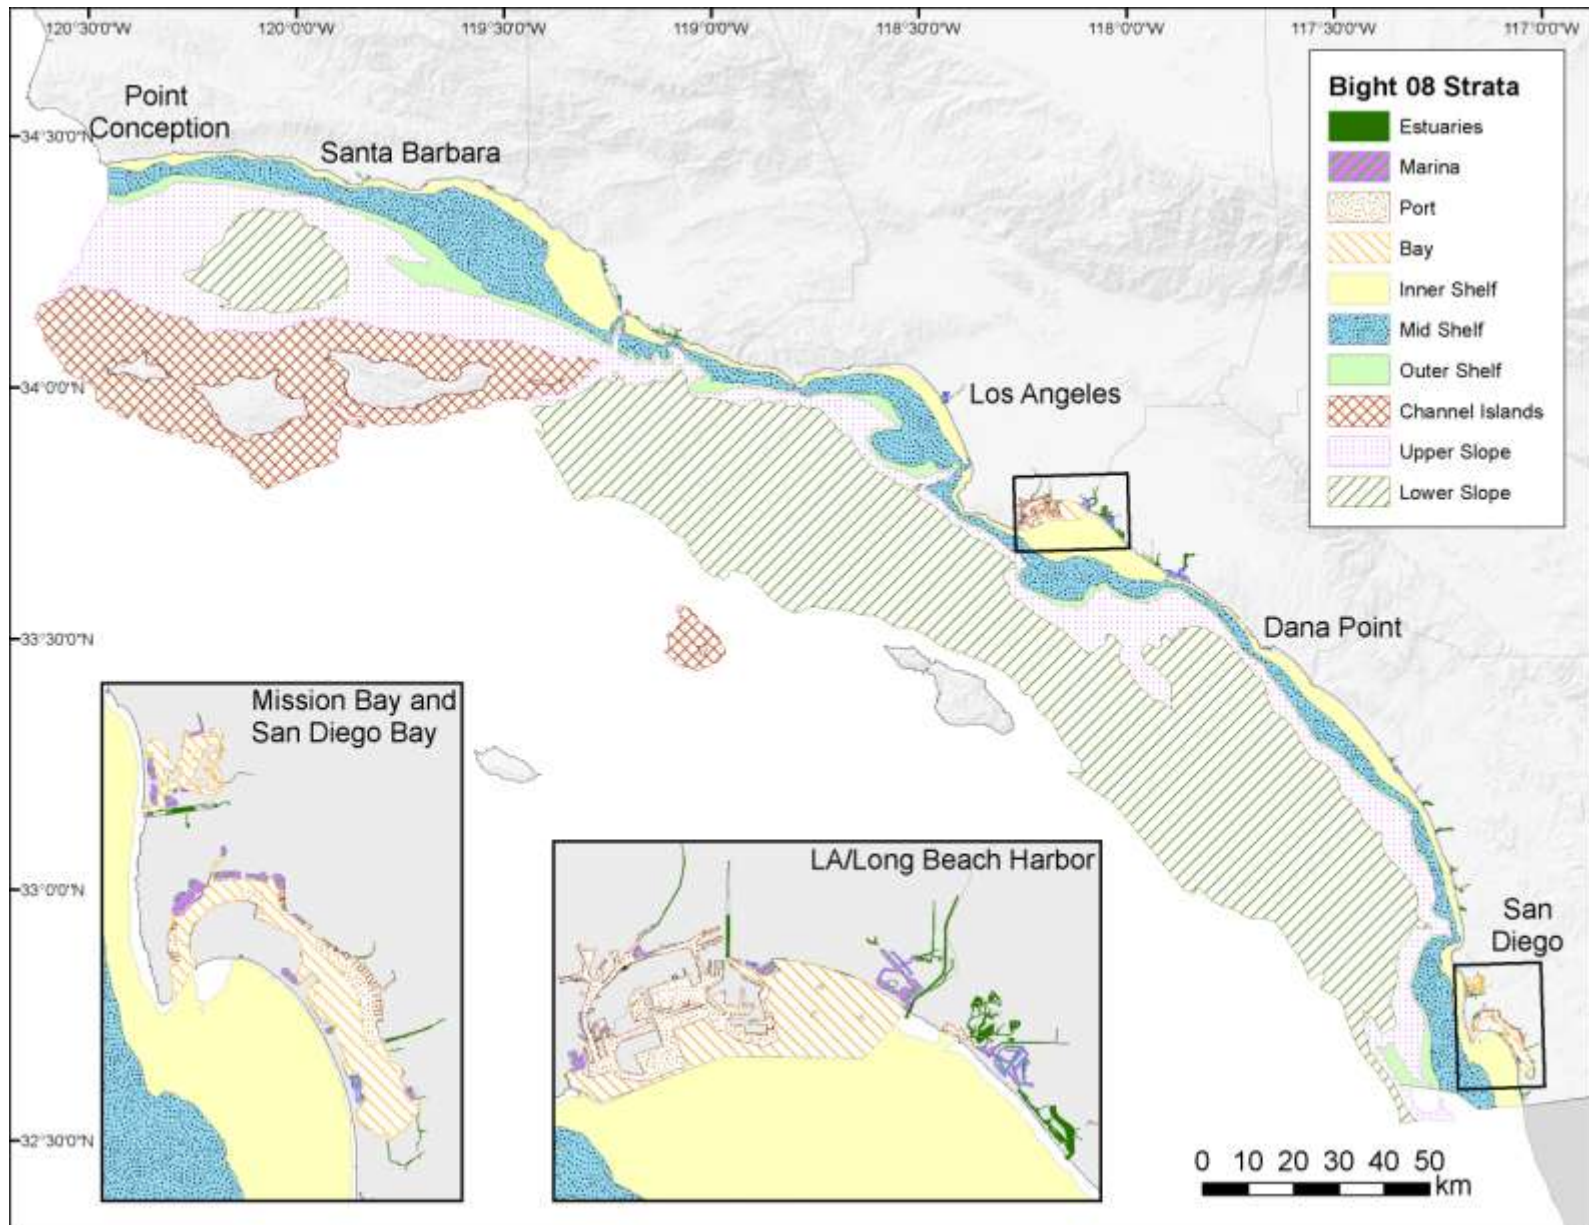 120°30'0"W
120°0'0"W
119°30'0"W
119°0'0"W
118°30'0"W
118°0'0"W
117°30'0"W
117°0'0"W
34°30'0"N
34°0'0"N
33°30'0"N
33°0'0"N
32°30'0"N
Point
Conception
Santa Barbara
Los Angeles
Dana Point
San
Diego
Bight 08 Strata
Estuaries
Marina
Port
Bay
Inner Shelf
Mid Shelf
Outer Shelf
Channel Islands
Upper Slope
Lower Slope
Mission Bay and
San Diego Bay
LA/Long Beach Harbor
0 10 20 30 40 50
km